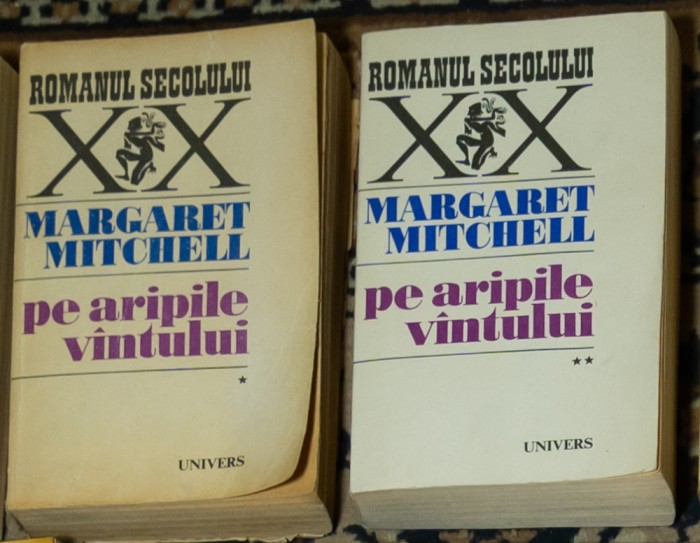 ROMANUL SECOLULUI
XX
MARGARET
MITCHELL
pe aripile
vîntului
★
UNIVERS
ROMANUL SECOLULUI
XX
MARGARET
MITCHELL
pe aripile
vîntului
★★
UNIVERS